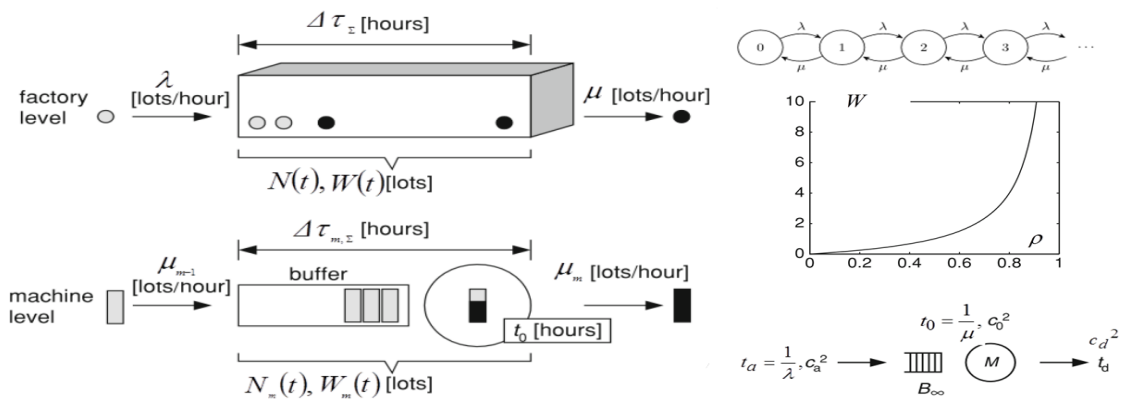 Δτ_Σ [hours]
factory level
λ [lots/hour]
μ [lots/hour]
N(t), W(t) [lots]
Δτ_{m,Σ} [hours]
machine level
μ_{m-1} [lots/hour]
buffer
t_0 [hours]
μ_m [lots/hour]
N_m(t), W_m(t) [lots]
λ λ λ λ
0 1 2 3 ...
μ μ μ μ
W
10
8
6
4
2
0
ρ
0 0.2 0.4 0.6 0.8 1
t_0 = 1/μ, c_0^2
t_a = 1/λ, c_a^2
B_∞
M
c_d^2
t_d